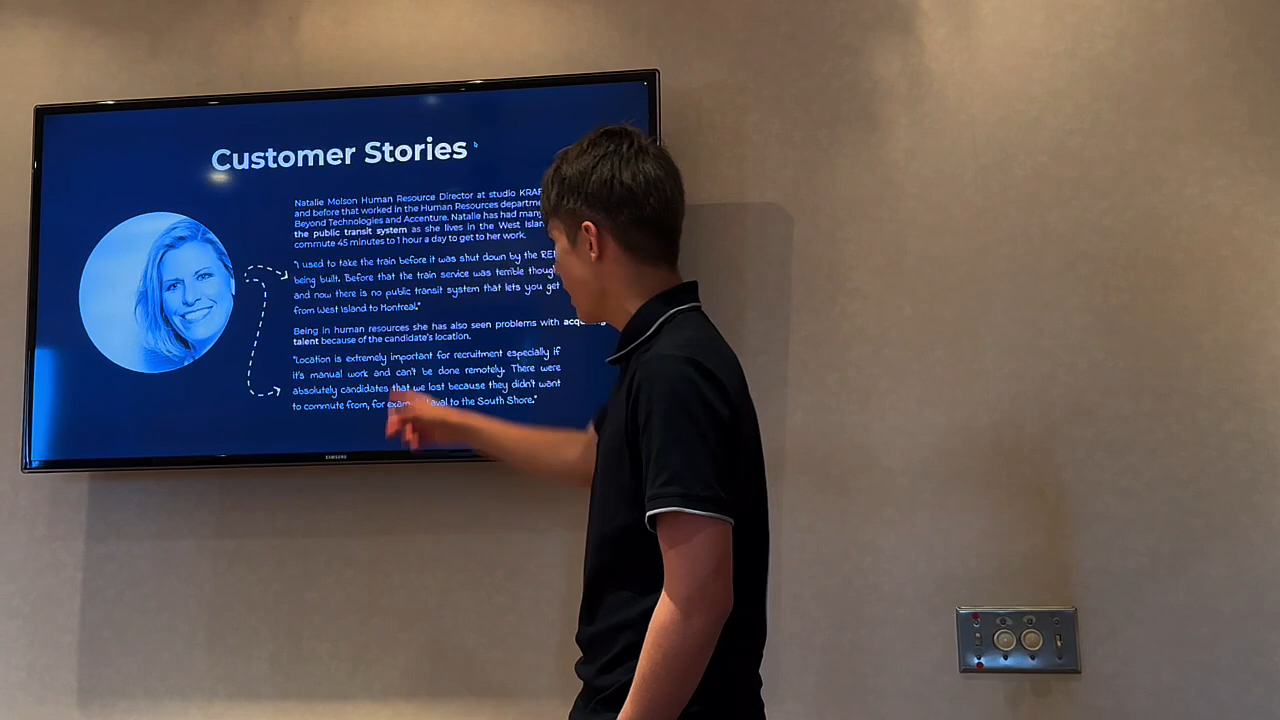 Customer Stories
Natalie Molson Human Resource Director at studio
and before that worked in the Human Resources
Beyond Technologies and Accenture. Natalie has had many
the public transit system as she lives in the West
commute 45 minutes to 1 hour a day to get to her work.
"I used to take the train before it was shut down by the
being built. Before that the train service was terrible
and now there is no public transit system that lets you get
from West Island to Montreal."
Being in human resources she has also seen problems with
talent because of the candidate's location.
"Location is extremely important for recruitment especially if
it's manual work and can't be done remotely. There were
absolutely candidates that we lost because they didn't want
to commute from, for to the South Shore."
SAMSUNG